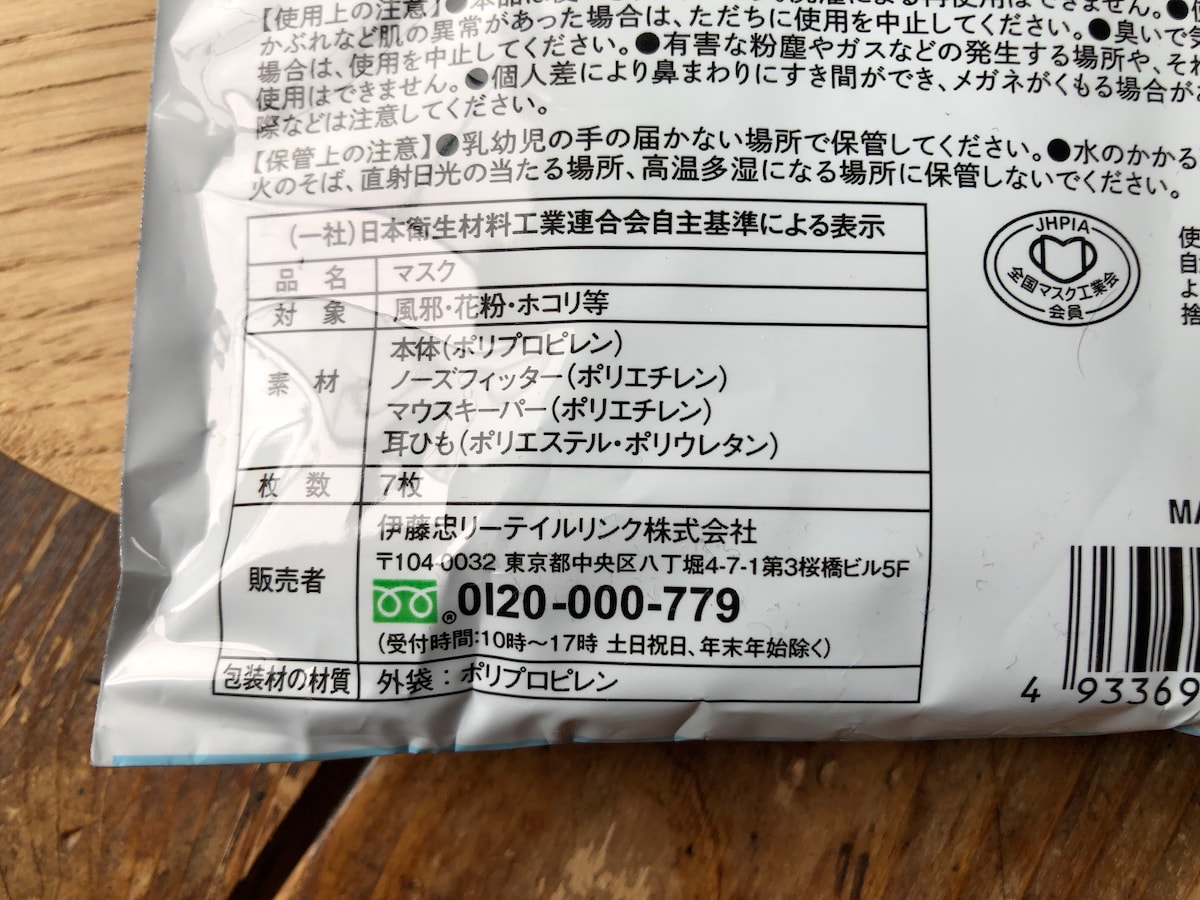 【使用上の注意】●本品は使
できません。●
かぶれなど肌の異常があった場合は、ただちに使用を中止してください。●臭いで気
場合は、使用を中止してください。●有害な粉塵やガスなどの発生する場所や、それ
使用はできません。●個人差により鼻まわりにすき間ができ、メガネがくもる場合があ
際などは注意してください。
【保管上の注意】●乳幼児の手の届かない場所で保管してください。●水のかかる
火のそば、直射日光の当たる場所、高温多湿になる場所に保管しないでください。
(一社)日本衛生材料工業連合会自主基準による表示
品名 マスク
対象 風邪・花粉・ホコリ等
素材 本体(ポリプロピレン)
ノーズフィッター(ポリエチレン)
マウスキーパー(ポリエチレン)
耳ひも(ポリエステル・ポリウレタン)
枚数 7枚
販売者 伊藤忠リーテイルリンク株式会社
〒104-0032 東京都中央区八丁堀4-7-1第3桜橋ビル5F
®0120-000-779
(受付時間:10時〜17時 土日祝日、年末年始除く)
包装材の材質 外袋:ポリプロピレン
JHPIA
全国マスク工業会
会員
使
自
よ
捨
MA
4 93369